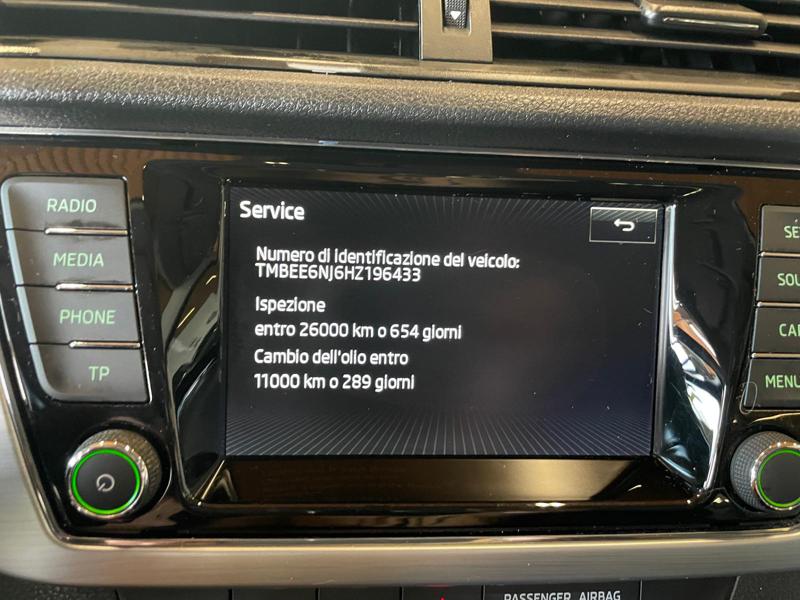 RADIO
MEDIA
PHONE
TP
Service
Numero di identificazione del veicolo:
TMBEE6NJ6HZ196433
Ispezione
entro 26000 km o 654 giorni
Cambio dell'olio entro
11000 km o 289 giorni
MENU
PASSENGER AIRBAG